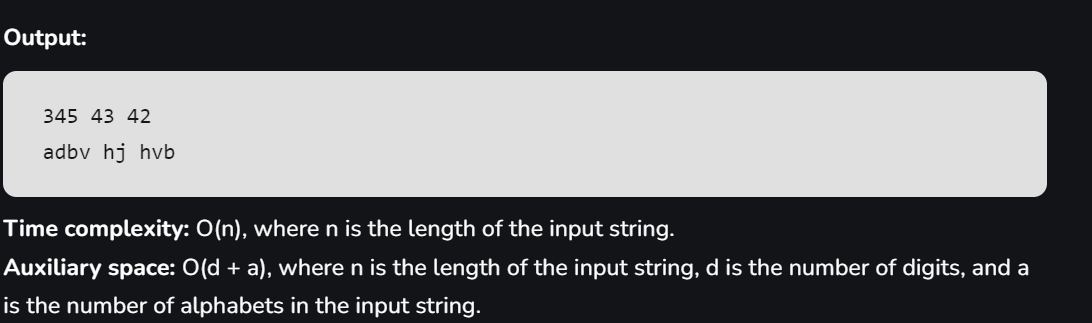 Output:
345 43 42
adbv hj hvb
Time complexity: O(n), where n is the length of the input string.
Auxiliary space: O(d + a), where n is the length of the input string, d is the number of digits, and a
is the number of alphabets in the input string.